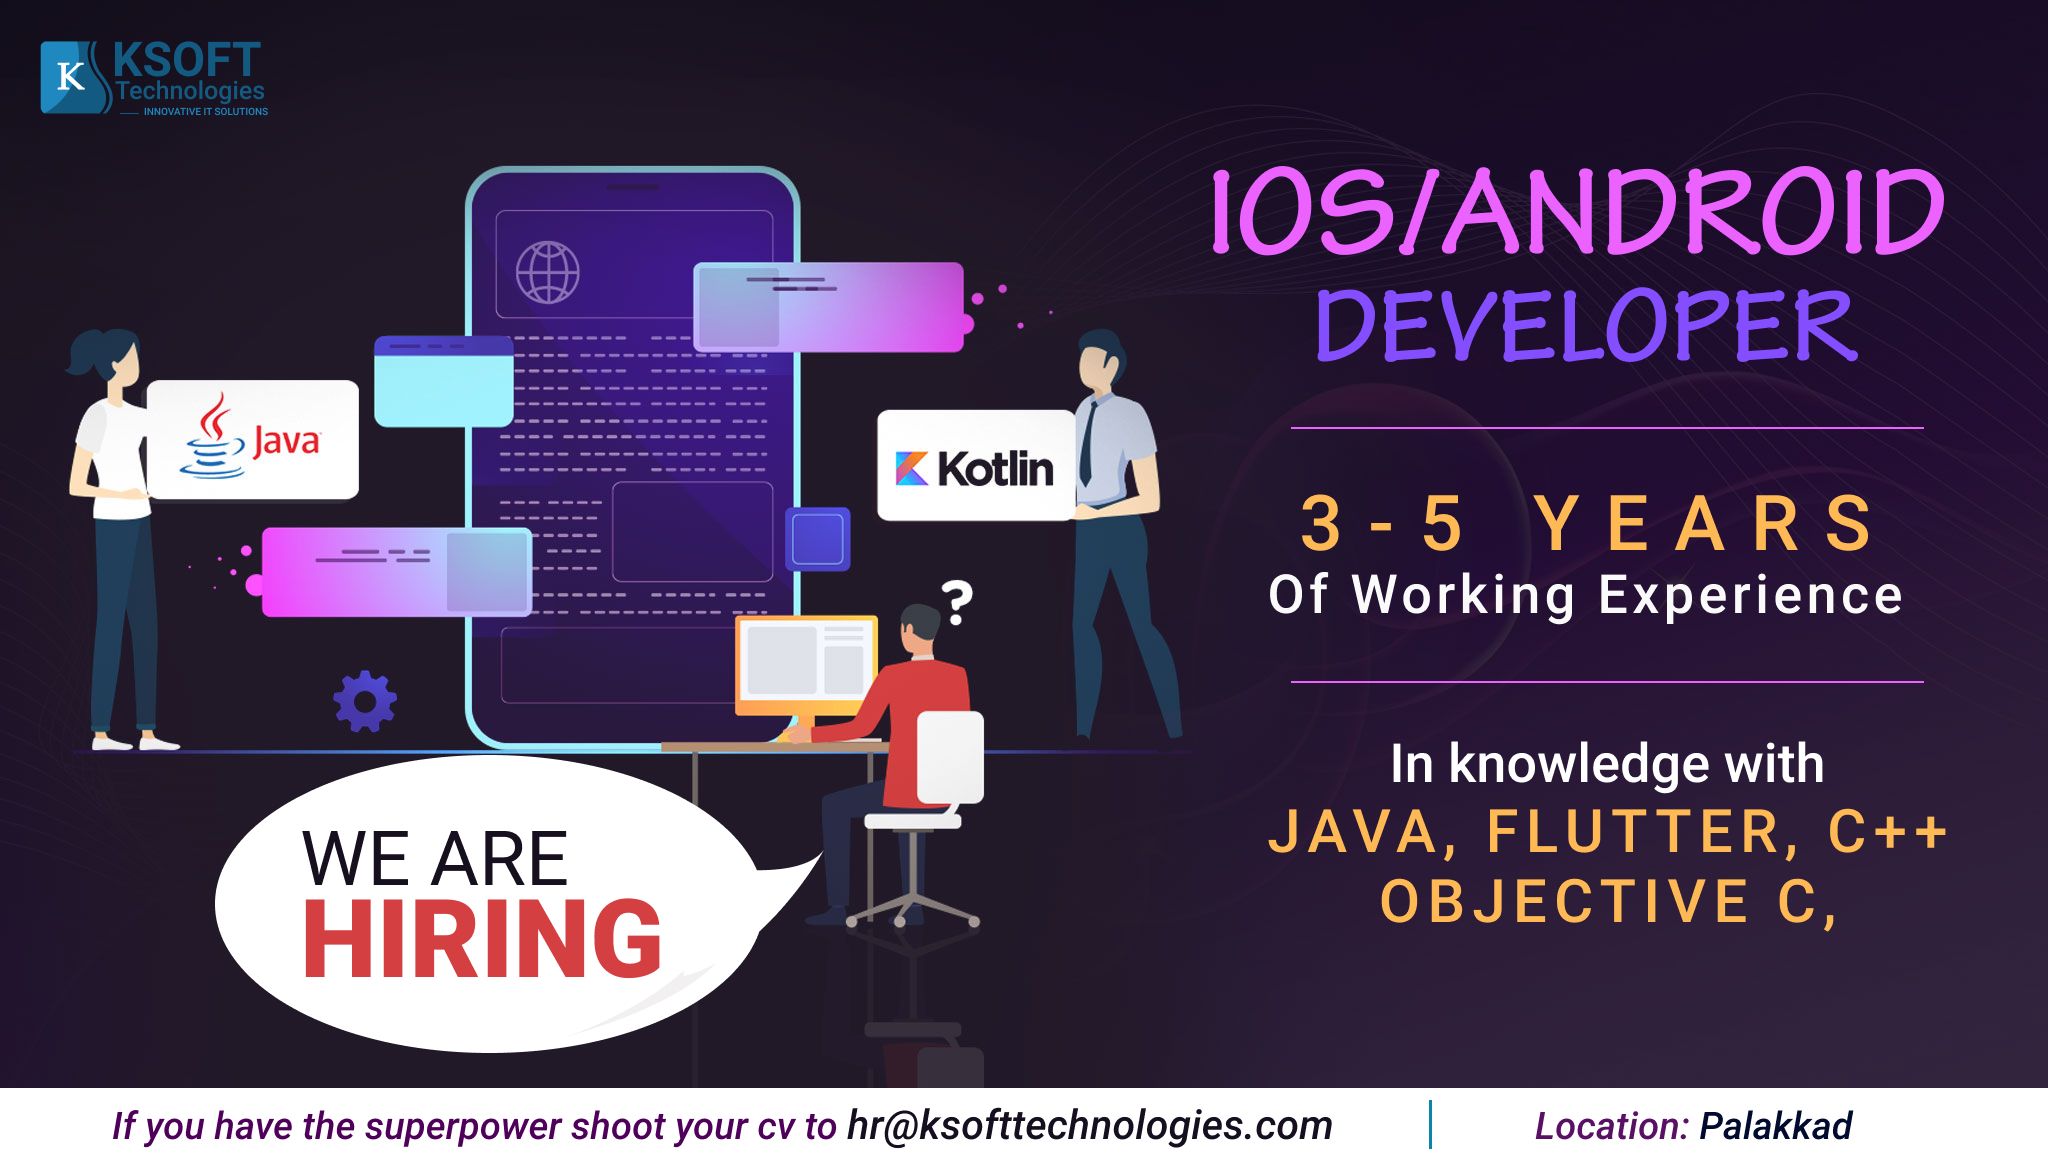 K
KSOFT
Technologies
INNOVATIVE IT SOLUTIONS
IOS/ANDROID
DEVELOPER
Java
Kotlin
?
3-5 YEARS
Of Working Experience
In knowledge with
JAVA, FLUTTER, C++
OBJECTIVE C,
WE ARE
HIRING
If you have the superpower shoot your cv to hr@ksofttechnologies.com
Location: Palakkad